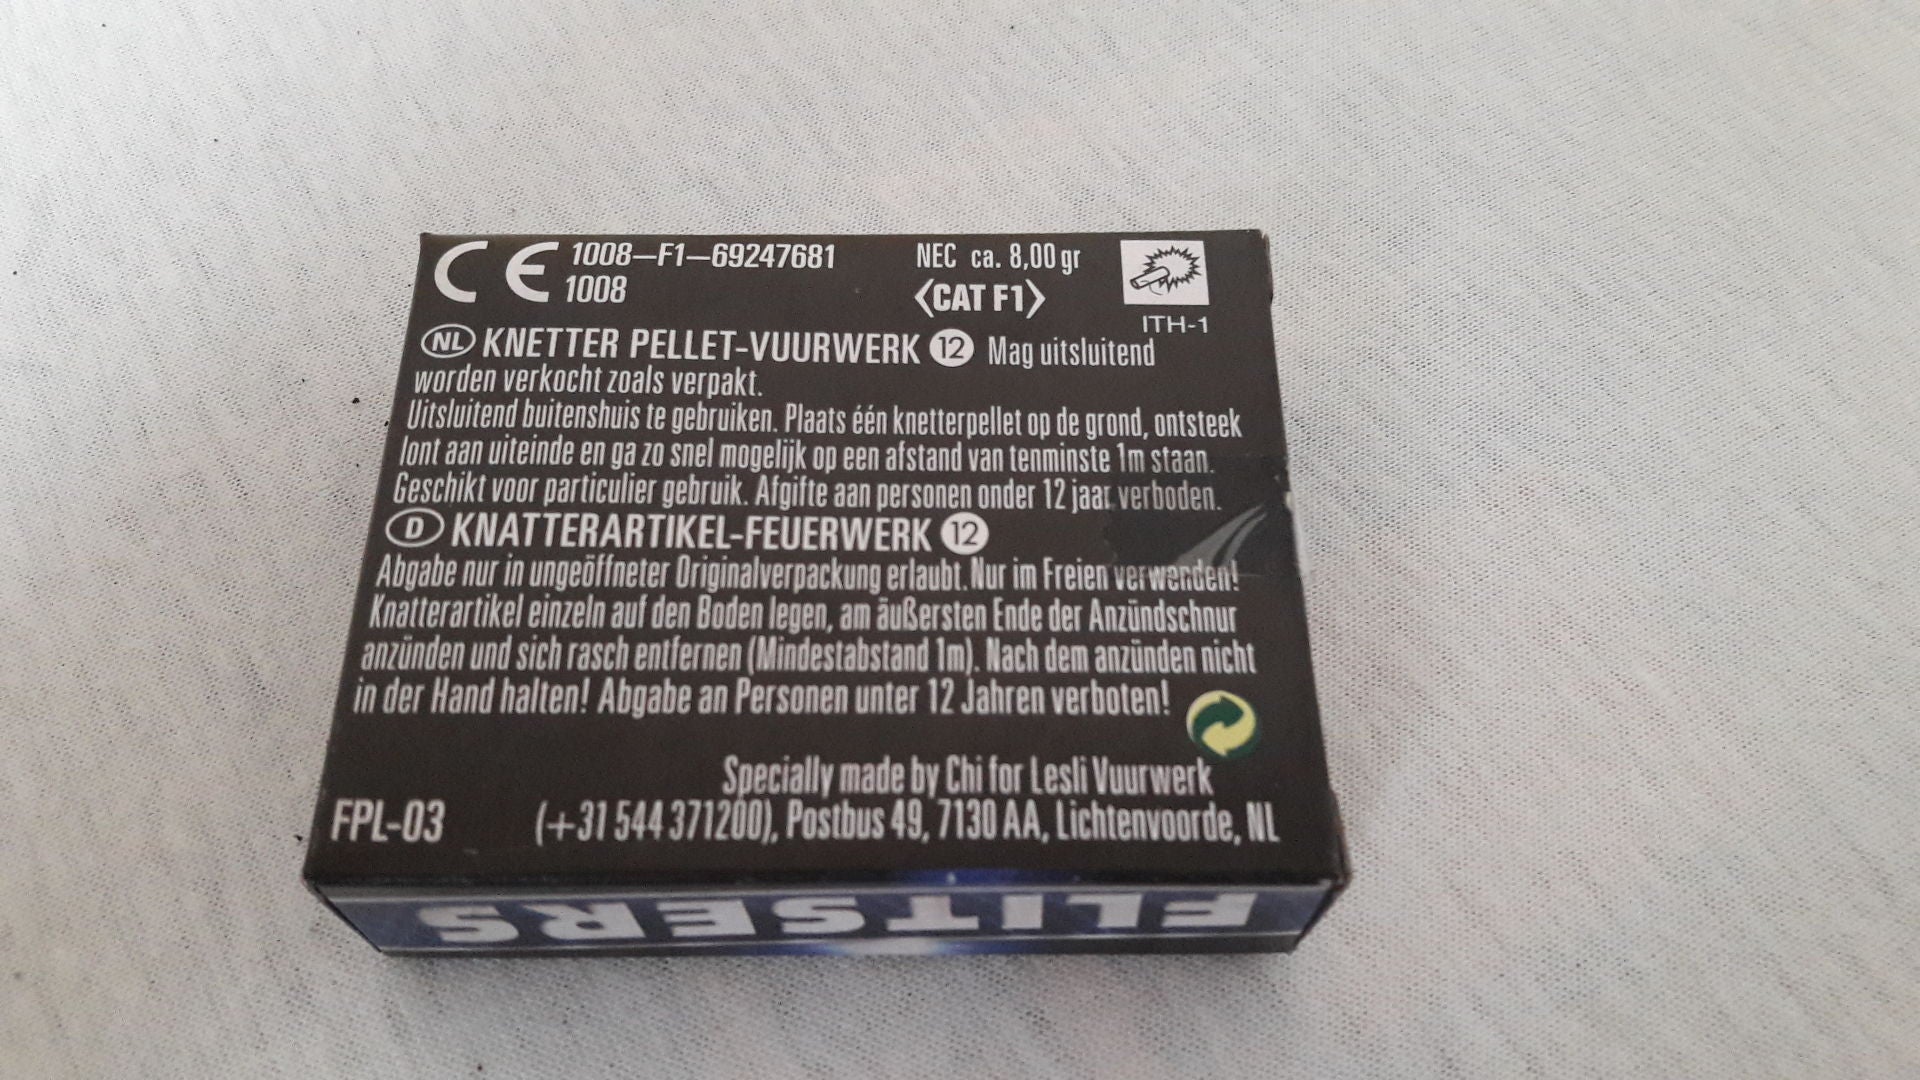 CE 1008–F1–69247681
1008
NEC ca. 8,00 gr
<CAT F1>
ITH-1
NL KNETTER PELLET-VUURWERK 12 Mag uitsluitend
worden verkocht zoals verpakt.
Uitsluitend buitenshuis te gebruiken. Plaats één knetterpellet op de grond, ontsteek
lont aan uiteinde en ga zo snel mogelijk op een afstand van tenminste 1m staan.
Geschikt voor particulier gebruik. Afgifte aan personen onder 12 jaar verboden.
D KNATTERARTIKEL-FEUERWERK 12
Abgabe nur in ungeöffneter Originalverpackung erlaubt. Nur im Freien verwenden!
Knatterartikel einzeln auf den Boden legen, am äußersten Ende der Anzündschnur
anzünden und sich rasch entfernen (Mindestabstand 1m). Nach dem anzünden nicht
in der Hand halten! Abgabe an Personen unter 12 Jahren verboten!
Specially made by Chi for Lesli Vuurwerk
FPL-03 (+31 544 371200), Postbus 49, 7130 AA, Lichtenvoorde, NL
FLITSERS